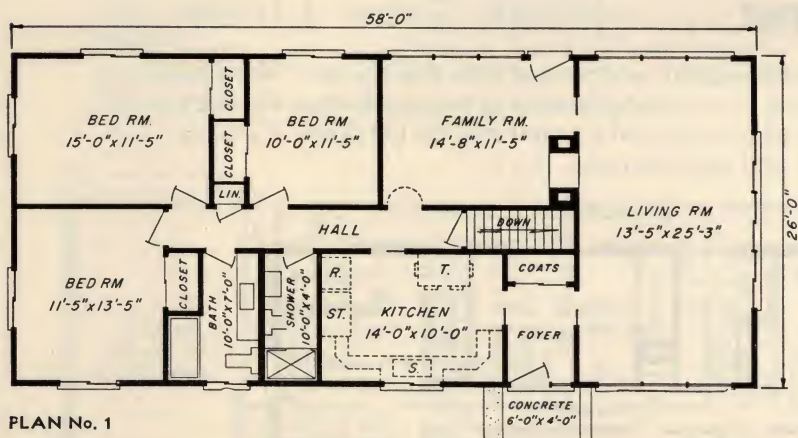 58'-0"
CLOSET
BED RM.
15'-0"x11'-5"
BED RM
10'-0"x11'-5"
FAMILY RM.
14'-8"x11'-5"
CLOSET
LIN.
26'-0"
LIVING RM
13'-5"x25'-3"
HALL
DOWN
BED RM
11'-5"x13'-5"
CLOSET
BATH
10'-0"x7'-0"
SHOWER
10'-0"x4'-0"
R.
T.
COATS
ST.
KITCHEN
14'-0"x10'-0"
FOYER
S.
CONCRETE
6'-0"x4'-0"
PLAN No. 1